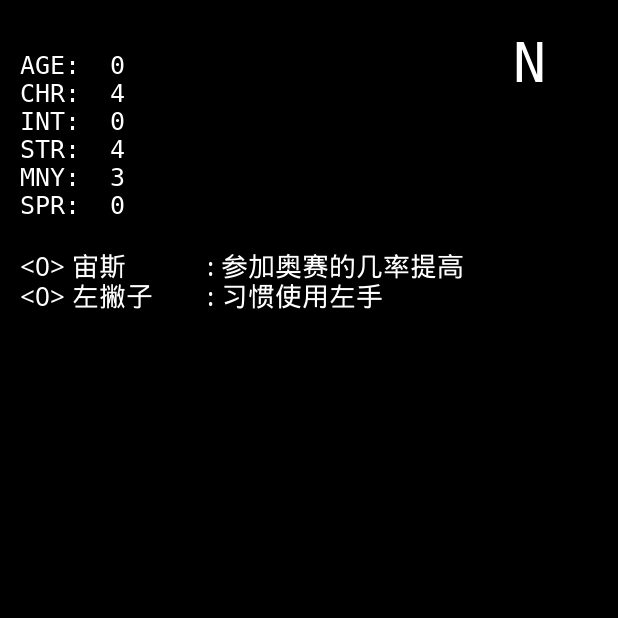 N
AGE: 0
CHR: 4
INT: 0
STR: 4
MNY: 3
SPR: 0
<O> 宙斯 : 参加奥赛的几率提高
<O> 左撇子 : 习惯使用左手